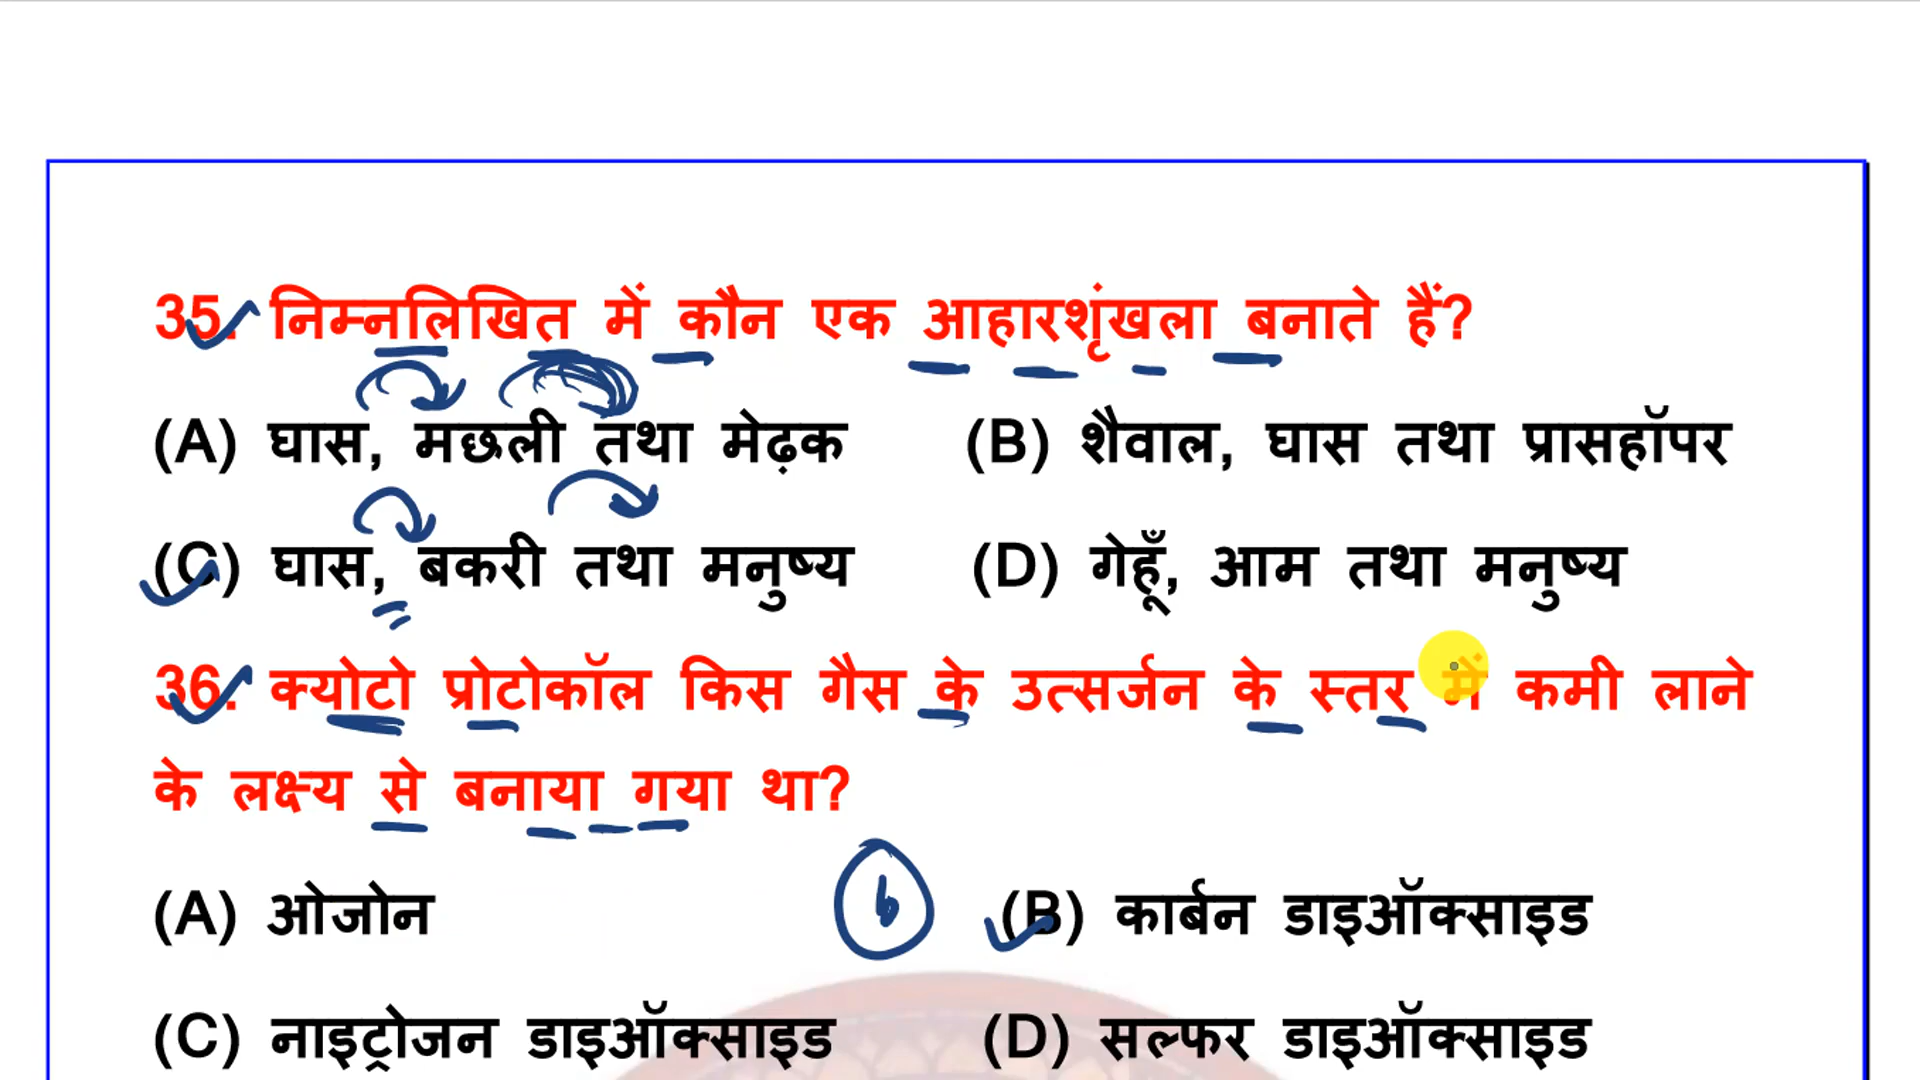 35. निम्नलिखित में कौन एक आहारशृंखला बनाते हैं?
(A) घास, मछली तथा मेढ़क (B) शैवाल, घास तथा प्रासहॉपर
(C) घास, बकरी तथा मनुष्य (D) गेहूँ, आम तथा मनुष्य
36. क्योटो प्रोटोकॉल किस गैस के उत्सर्जन के स्तर में कमी लाने
के लक्ष्य से बनाया गया था?
(A) ओजोन b (B) कार्बन डाइऑक्साइड
(C) नाइट्रोजन डाइऑक्साइड (D) सल्फर डाइऑक्साइड